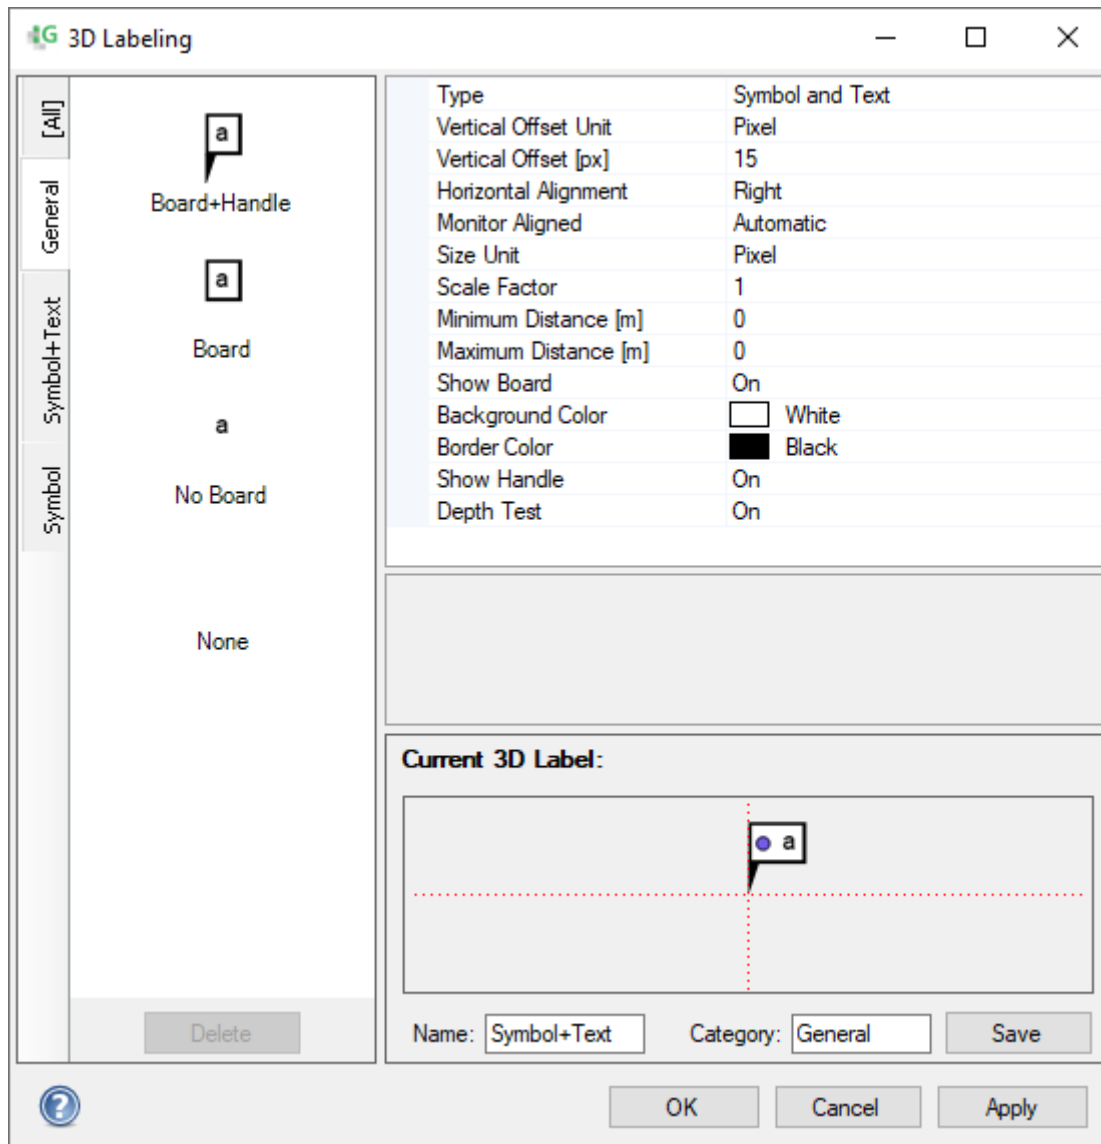 3D Labeling
[All]
General
Symbol+Text
Symbol
a
Board+Handle
a
Board
a
No Board
None
Delete
Type Symbol and Text
Vertical Offset Unit Pixel
Vertical Offset [px] 15
Horizontal Alignment Right
Monitor Aligned Automatic
Size Unit Pixel
Scale Factor 1
Minimum Distance [m] 0
Maximum Distance [m] 0
Show Board On
Background Color White
Border Color Black
Show Handle On
Depth Test On
Current 3D Label:
a
Name: Symbol+Text Category: General Save
? OK Cancel Apply